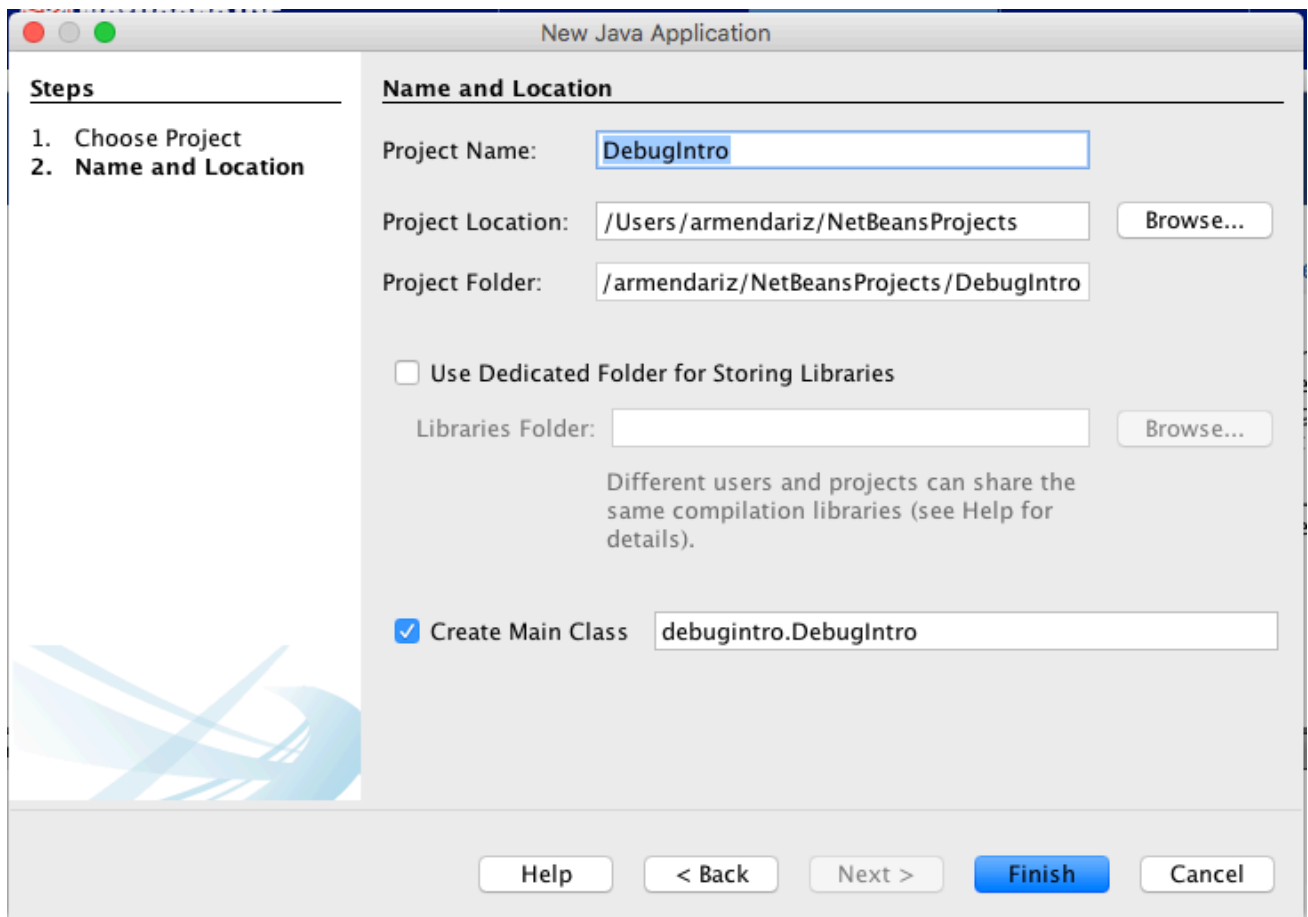 New Java Application
Steps
1. Choose Project
2. Name and Location
Name and Location
Project Name: DebugIntro
Project Location: /Users/armendariz/NetBeansProjects Browse...
Project Folder: /armendariz/NetBeansProjects/DebugIntro
Use Dedicated Folder for Storing Libraries
Libraries Folder: Browse...
Different users and projects can share the
same compilation libraries (see Help for
details).
Create Main Class debugintro.DebugIntro
Help < Back Next > Finish Cancel